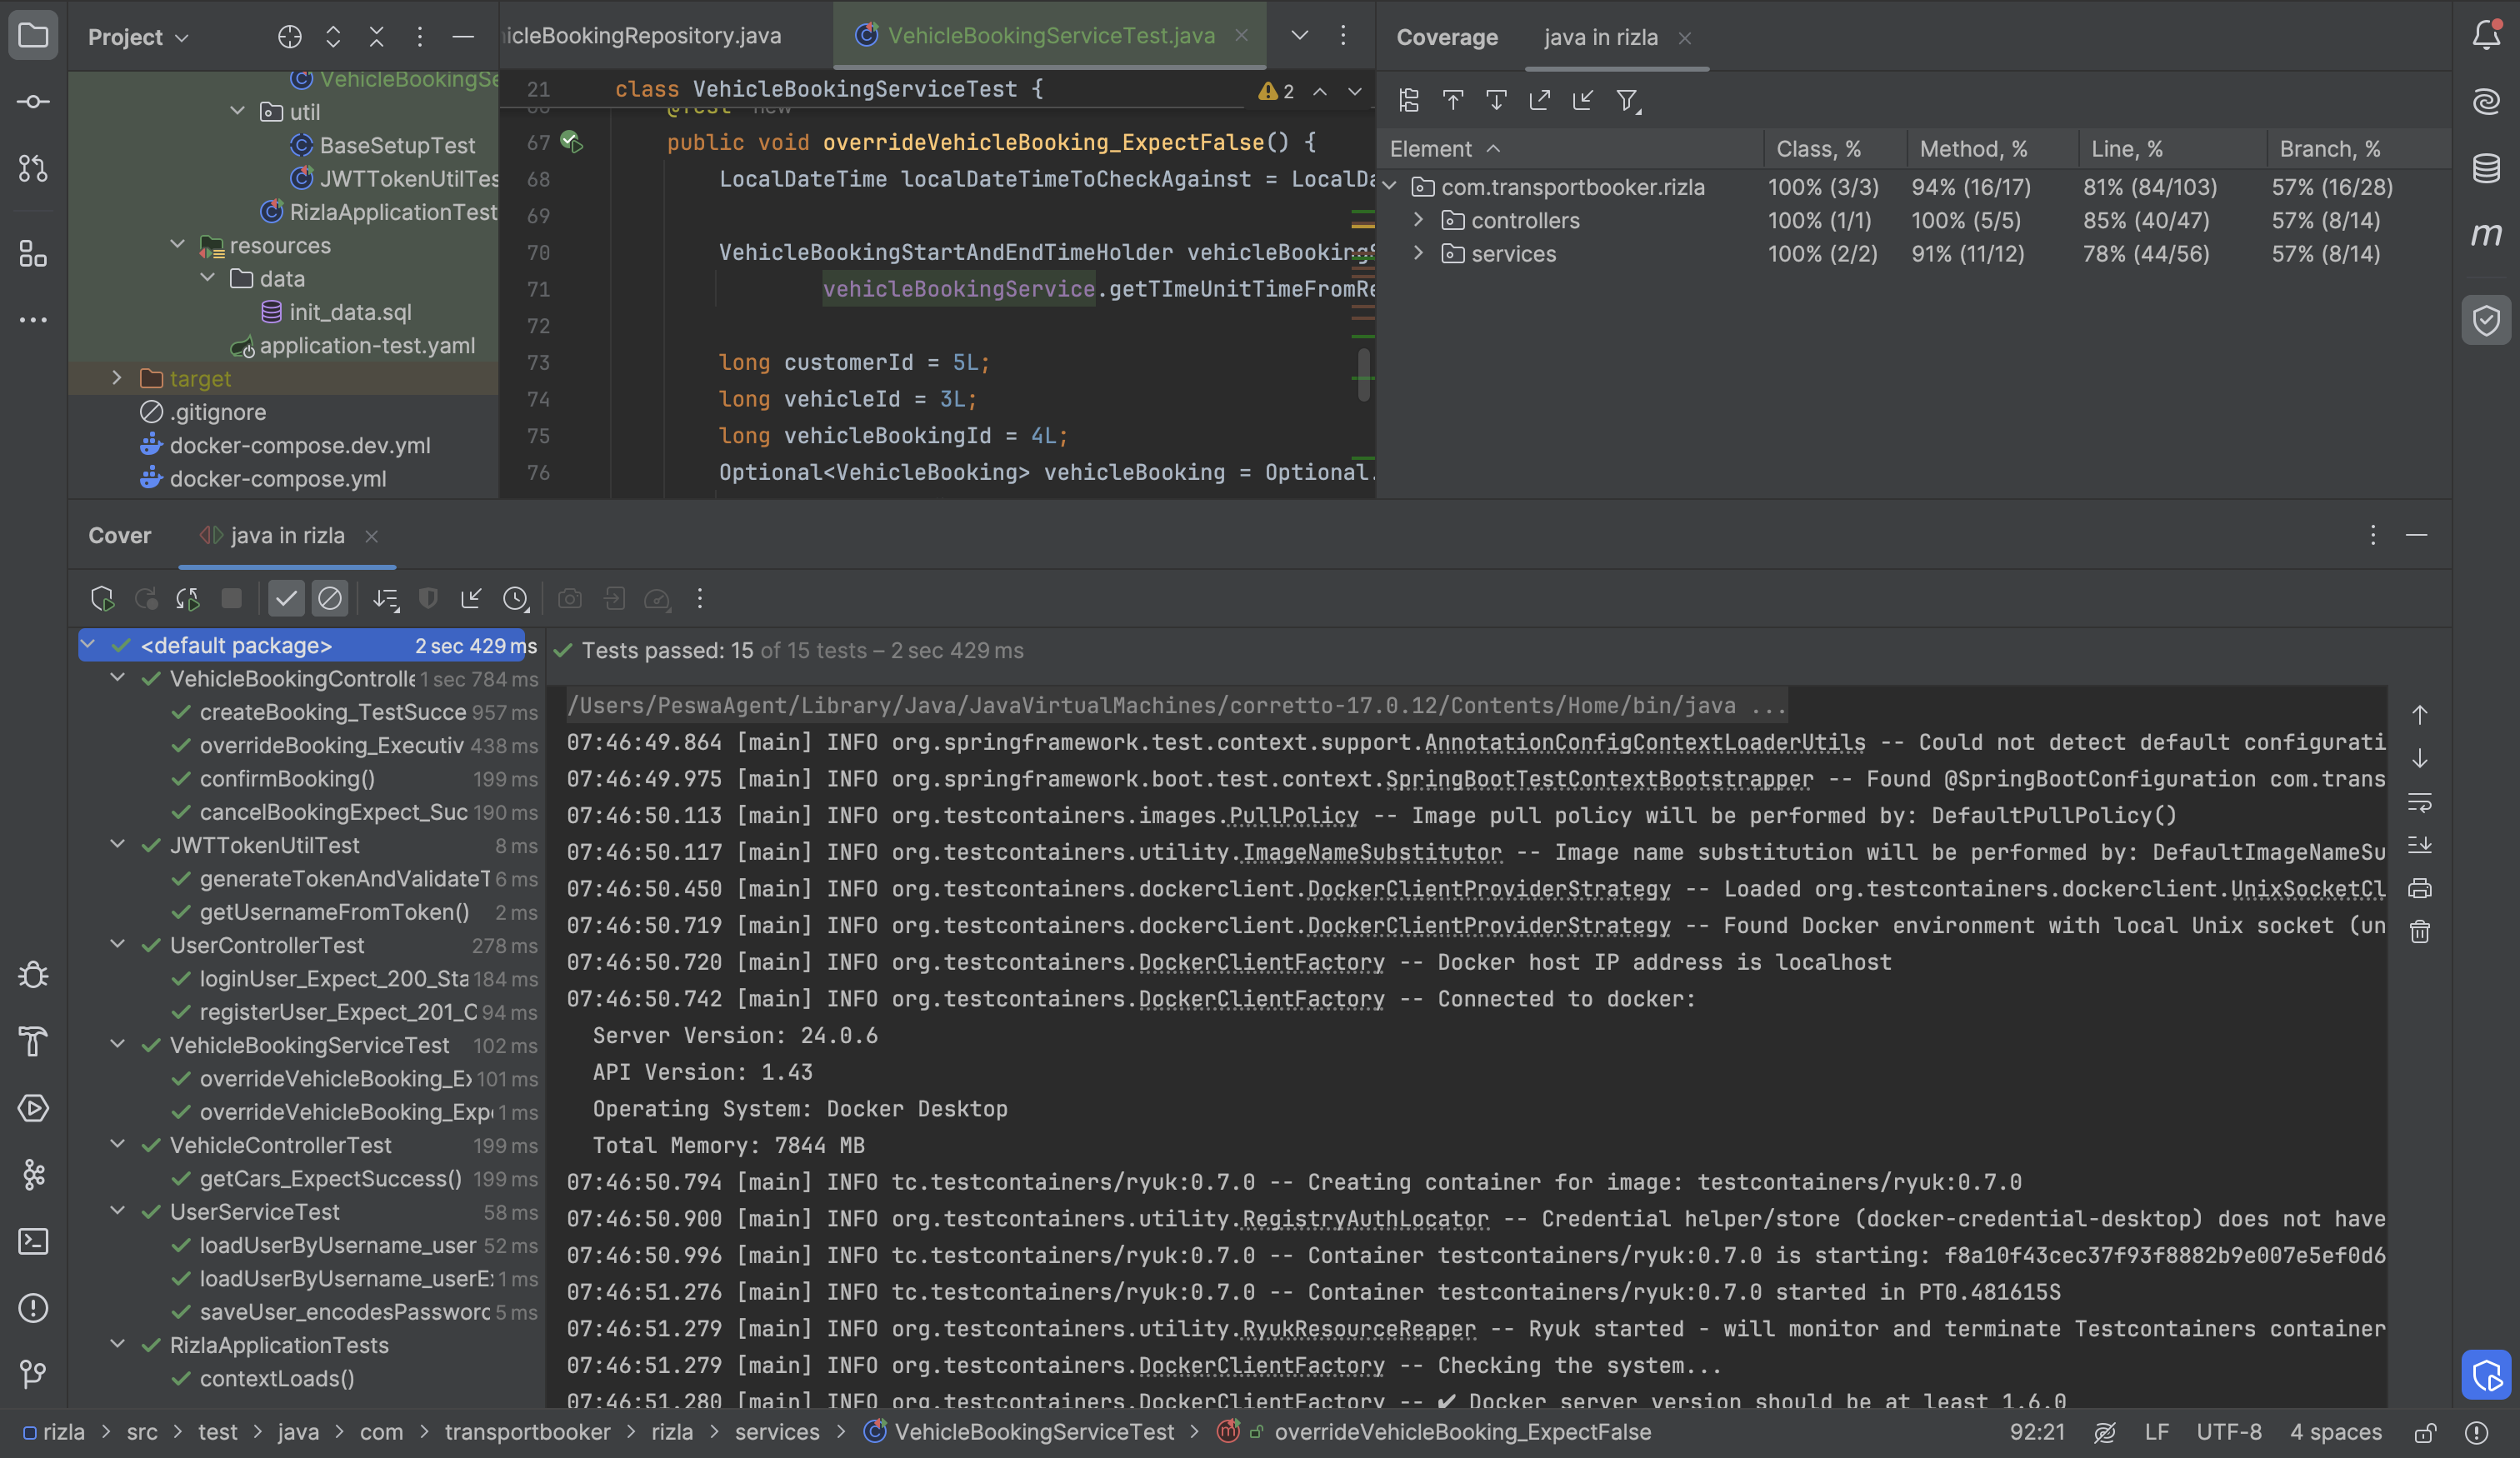 Project
VehicleBookingSe
util
BaseSetupTest
JWTTokenUtilTes
RizlaApplicationTest
resources
data
init_data.sql
application-test.yaml
target
.gitignore
docker-compose.dev.yml
docker-compose.yml
icleBookingRepository.java
VehicleBookingServiceTest.java
21 class VehicleBookingServiceTest {
2
@Test new
67 public void overrideVehicleBooking_ExpectFalse() {
68 LocalDateTime localDateTimeToCheckAgainst = LocalDa
69
70 VehicleBookingStartAndEndTimeHolder vehicleBooking
71 vehicleBookingService.getTImeUnitTimeFromRe
72
73 long customerId = 5L;
74 long vehicleId = 3L;
75 long vehicleBookingId = 4L;
76 Optional<VehicleBooking> vehicleBooking = Optional.
Coverage java in rizla
Element Class, % Method, % Line, % Branch, %
com.transportbooker.rizla 100% (3/3) 94% (16/17) 81% (84/103) 57% (16/28)
controllers 100% (1/1) 100% (5/5) 85% (40/47) 57% (8/14)
services 100% (2/2) 91% (11/12) 78% (44/56) 57% (8/14)
Cover java in rizla
<default package> 2 sec 429 ms
VehicleBookingControlle 1 sec 784 ms
createBooking_TestSucce 957 ms
overrideBooking_Executiv 438 ms
confirmBooking() 199 ms
cancelBookingExpect_Suc 190 ms
JWTTokenUtilTest 8 ms
generateTokenAndValidateT 6 ms
getUsernameFromToken() 2 ms
UserControllerTest 278 ms
loginUser_Expect_200_Sta 184 ms
registerUser_Expect_201_C 94 ms
VehicleBookingServiceTest 102 ms
overrideVehicleBooking_Ex 101 ms
overrideVehicleBooking_Expe 1 ms
VehicleControllerTest 199 ms
getCars_ExpectSuccess() 199 ms
UserServiceTest 58 ms
loadUserByUsername_user 52 ms
loadUserByUsername_userEx 1 ms
saveUser_encodesPassword 5 ms
RizlaApplicationTests
contextLoads()
Tests passed: 15 of 15 tests – 2 sec 429 ms
/Users/PeswaAgent/Library/Java/JavaVirtualMachines/corretto-17.0.12/Contents/Home/bin/java ...
07:46:49.864 [main] INFO org.springframework.test.context.support.AnnotationConfigContextLoaderUtils -- Could not detect default configurati
07:46:49.975 [main] INFO org.springframework.boot.test.context.SpringBootTestContextBootstrapper -- Found @SpringBootConfiguration com.trans
07:46:50.113 [main] INFO org.testcontainers.images.PullPolicy -- Image pull policy will be performed by: DefaultPullPolicy()
07:46:50.117 [main] INFO org.testcontainers.utility.ImageNameSubstitutor -- Image name substitution will be performed by: DefaultImageNameSu
07:46:50.450 [main] INFO org.testcontainers.dockerclient.DockerClientProviderStrategy -- Loaded org.testcontainers.dockerclient.UnixSocketCl
07:46:50.719 [main] INFO org.testcontainers.dockerclient.DockerClientProviderStrategy -- Found Docker environment with local Unix socket (un
07:46:50.720 [main] INFO org.testcontainers.DockerClientFactory -- Docker host IP address is localhost
07:46:50.742 [main] INFO org.testcontainers.DockerClientFactory -- Connected to docker:
Server Version: 24.0.6
API Version: 1.43
Operating System: Docker Desktop
Total Memory: 7844 MB
07:46:50.794 [main] INFO tc.testcontainers/ryuk:0.7.0 -- Creating container for image: testcontainers/ryuk:0.7.0
07:46:50.900 [main] INFO org.testcontainers.utility.RegistryAuthLocator -- Credential helper/store (docker-credential-desktop) does not have
07:46:50.996 [main] INFO tc.testcontainers/ryuk:0.7.0 -- Container testcontainers/ryuk:0.7.0 is starting: f8a10f43cec37f93f8882b9e007e5ef0d6
07:46:51.276 [main] INFO tc.testcontainers/ryuk:0.7.0 -- Container testcontainers/ryuk:0.7.0 started in PT0.481615S
07:46:51.279 [main] INFO org.testcontainers.utility.RyukResourceReaper -- Ryuk started - will monitor and terminate Testcontainers container
07:46:51.279 [main] INFO org.testcontainers.DockerClientFactory -- Checking the system...
07:46:51.280 [main] INFO org.testcontainers.DockerClientFactory -- ✔ Docker server version should be at least 1.6.0
rizla > src > test > java > com > transportbooker > rizla > services > VehicleBookingServiceTest > overrideVehicleBooking_ExpectFalse
92:21 LF UTF-8 4 spaces